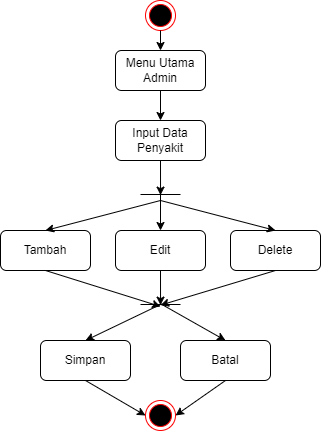 Menu Utama
Admin
Input Data
Penyakit
Tambah
Edit
Delete
Simpan
Batal